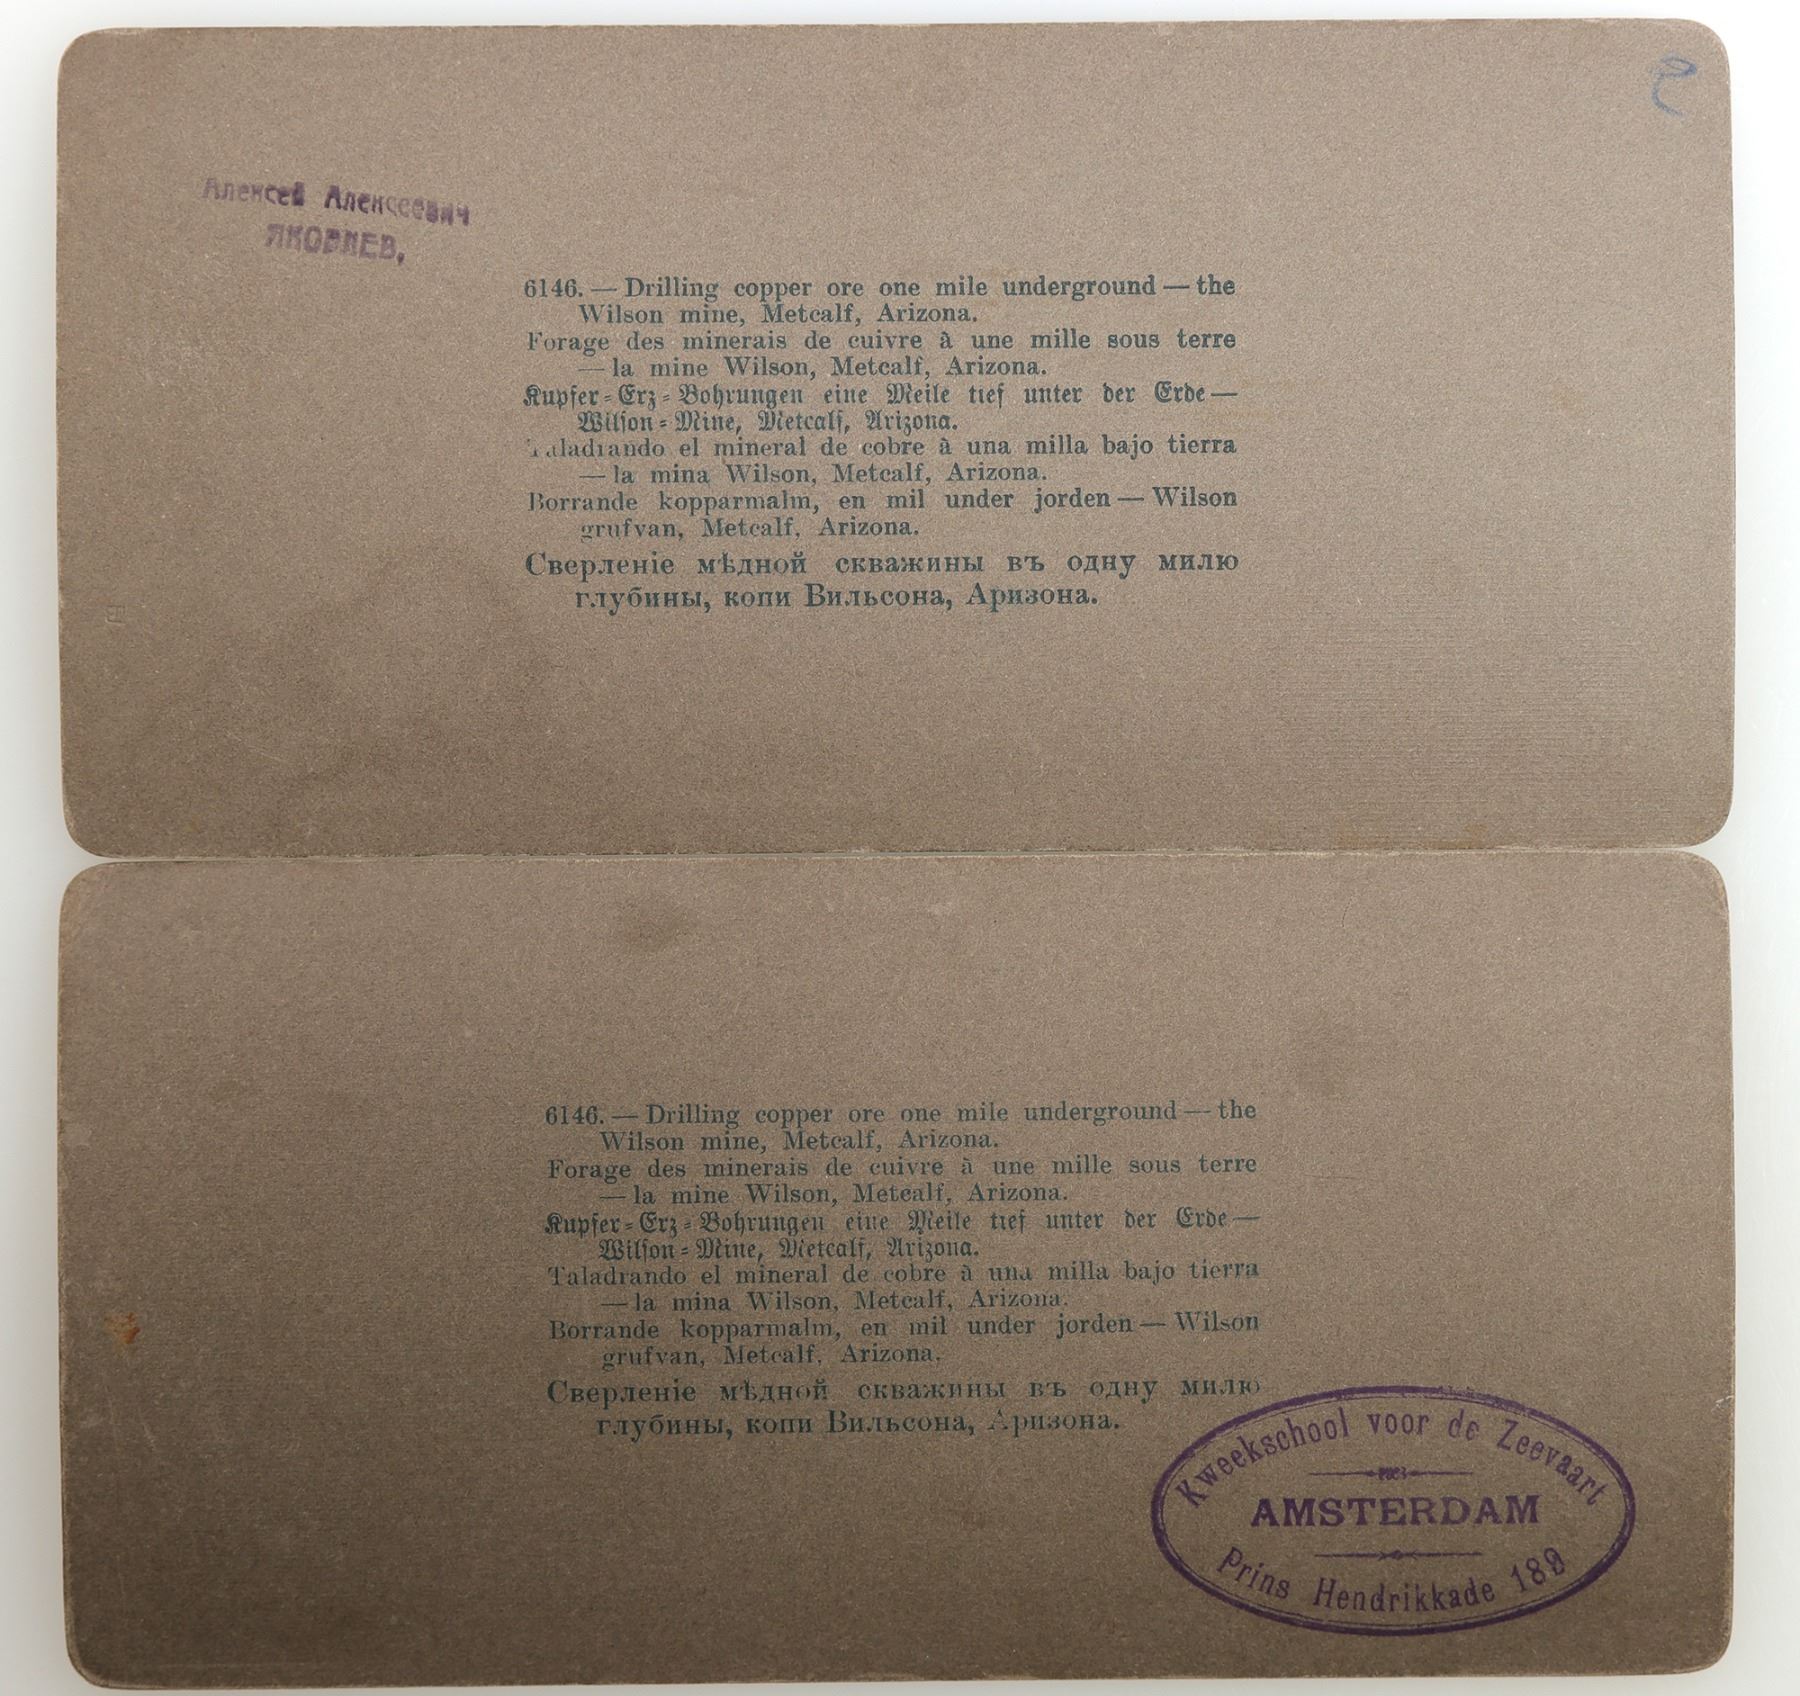 Алексей Алексеевич
ЯКОВЛЕВ.
6146. — Drilling copper ore one mile underground — the
Wilson mine, Metcalf, Arizona.
Forage des minerais de cuivre à une mille sous terre
— la mine Wilson, Metcalf, Arizona.
Kupfer-Erz-Bohrungen eine Meile tief unter der Erde —
Wilson-Mine, Metcalf, Arizona.
Taladrando el mineral de cobre à una milla bajo tierra
— la mina Wilson, Metcalf, Arizona.
Borrande kopparmalm, en mil under jorden — Wilson
grufvan, Metcalf, Arizona.
Сверленіе мѣдной скважины въ одну милю
глубины, копи Вильсона, Аризона.
6146. — Drilling copper ore one mile underground — the
Wilson mine, Metcalf, Arizona.
Forage des minerais de cuivre à une mille sous terre
— la mine Wilson, Metcalf, Arizona.
Kupfer-Erz-Bohrungen eine Meile tief unter der Erde —
Wilson-Mine, Metcalf, Arizona.
Taladrando el mineral de cobre à una milla bajo tierra
— la mina Wilson, Metcalf, Arizona.
Borrande kopparmalm, en mil under jorden — Wilson
grufvan, Metcalf, Arizona.
Сверленіе мѣдной скважины въ одну милю
глубины, копи Вильсона, Аризона.
Kweekschool voor de Zeevaart
AMSTERDAM
Prins Hendrikkade